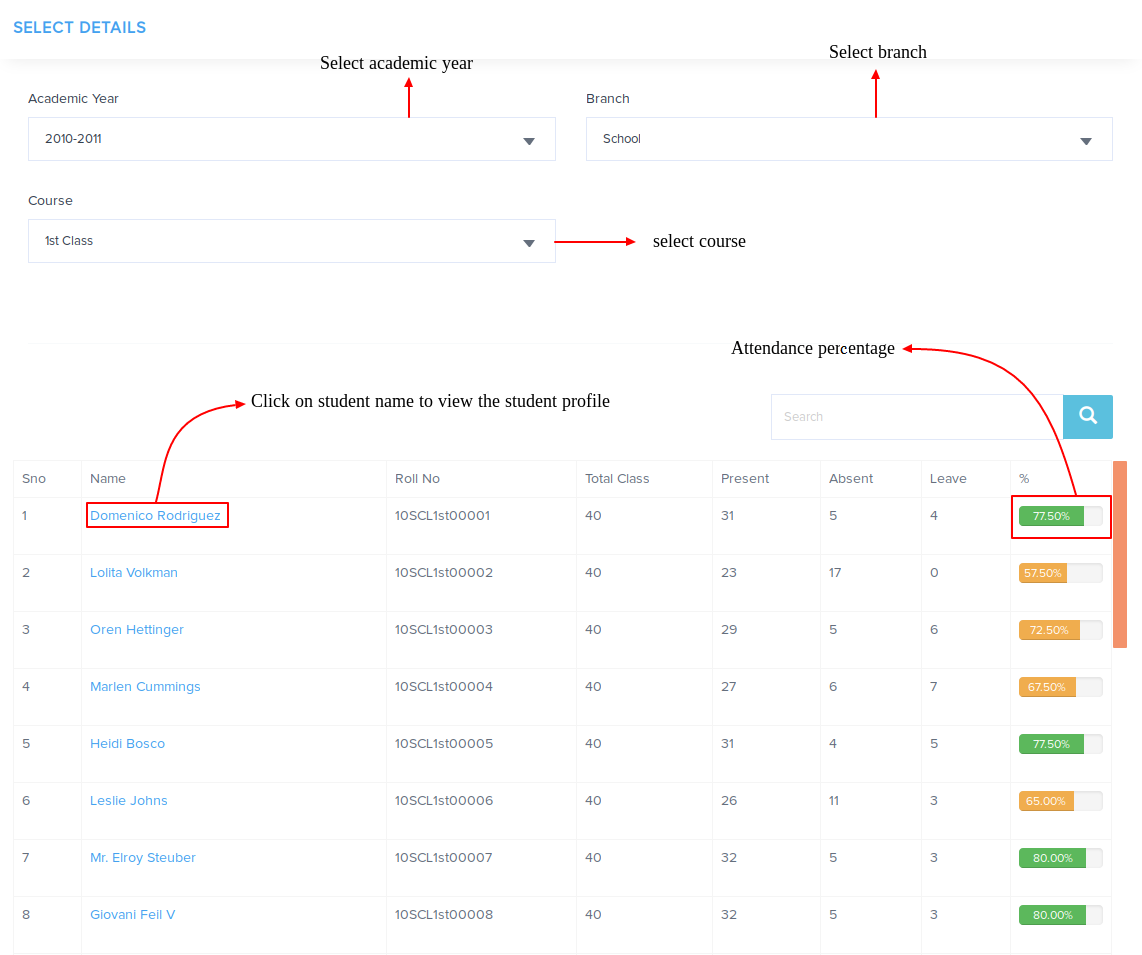 SELECT DETAILS
Select academic year
Select branch
Academic Year
Branch
2010-2011
School
Course
1st Class
select course
Attendance percentage
Click on student name to view the student profile
Search
Sno Name Roll No Total Class Present Absent Leave %
1 Domenico Rodriguez 10SCL1st00001 40 31 5 4 77.50%
2 Lolita Volkman 10SCL1st00002 40 23 17 0 57.50%
3 Oren Hettinger 10SCL1st00003 40 29 5 6 72.50%
4 Marlen Cummings 10SCL1st00004 40 27 6 7 67.50%
5 Heidi Bosco 10SCL1st00005 40 31 4 5 77.50%
6 Leslie Johns 10SCL1st00006 40 26 11 3 65.00%
7 Mr. Elroy Steuber 10SCL1st00007 40 32 5 3 80.00%
8 Giovani Feil V 10SCL1st00008 40 32 5 3 80.00%